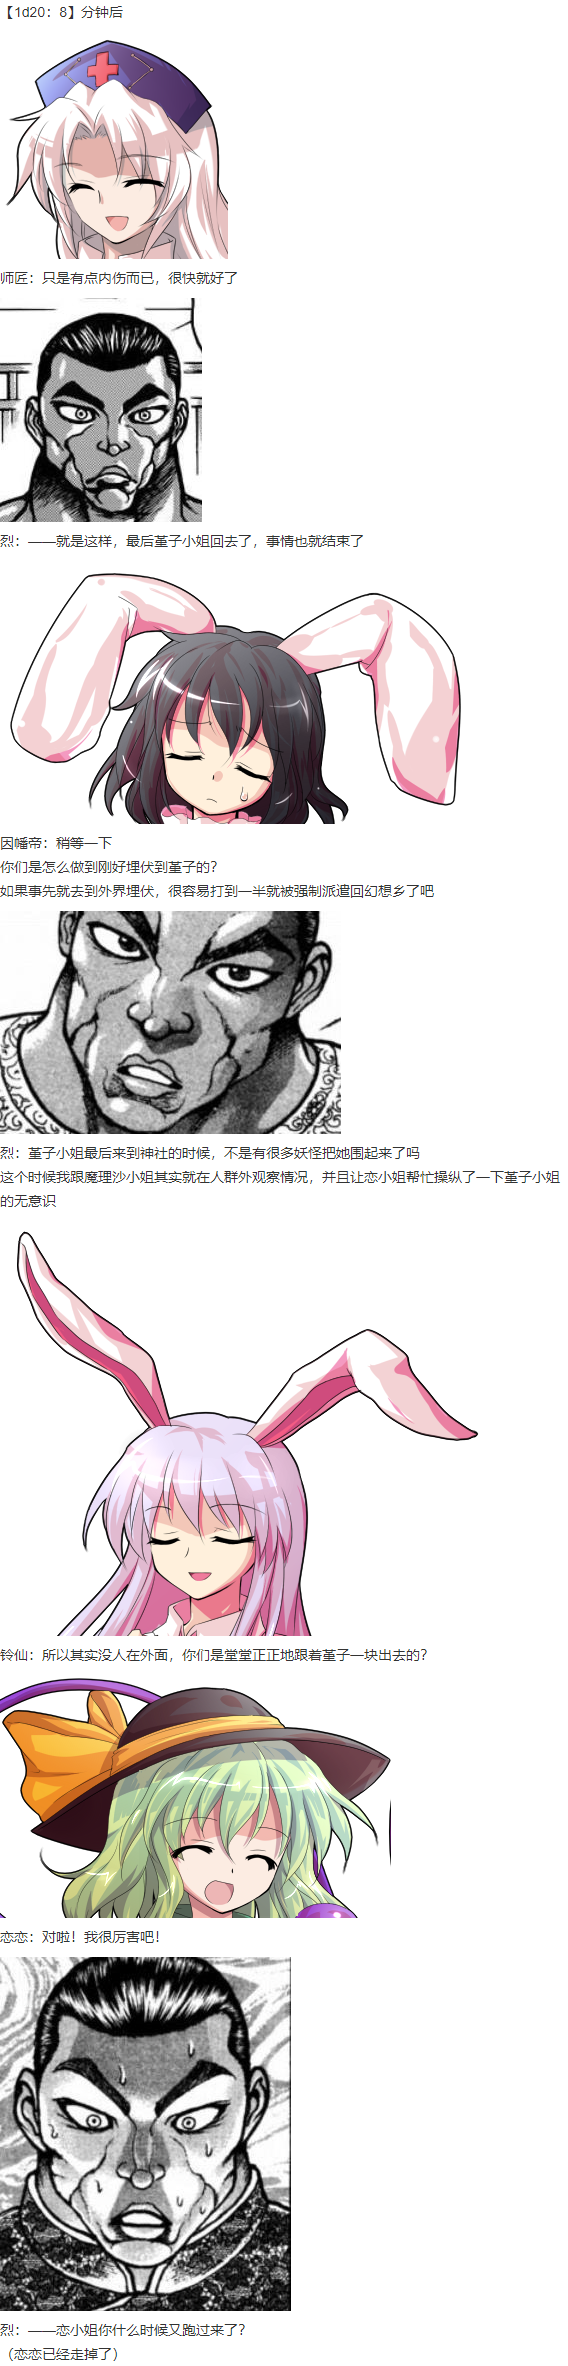 【1d20：8】分钟后
师匠：只是有点内伤而已，很快就好了
烈：——就是这样，最后堇子小姐回去了，事情也就结束了
因幡帝：稍等一下
你们是怎么做到刚好埋伏到堇子的？
如果事先就去到外界埋伏，很容易打到一半就被强制派遣回幻想乡了吧
烈：堇子小姐最后来到神社的时候，不是有很多妖怪把她围起来了吗
这个时候我跟魔理沙小姐其实就在人群外观察情况，并且让恋小姐帮忙操纵了一下堇子小姐
的无意识
铃仙：所以其实没人在外面，你们是堂堂正正地跟着堇子一块出去的？
恋恋：对啦！我很厉害吧！
烈：——恋小姐你什么时候又跑过来了？
（恋恋已经走掉了）